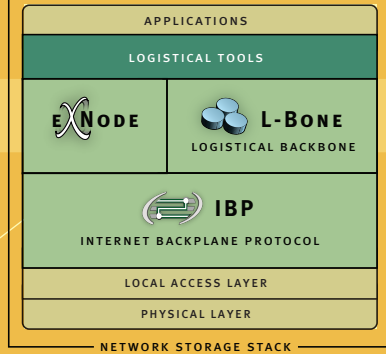 APPLICATIONS
LOGISTICAL TOOLS
EXNODE
L-BONE
LOGISTICAL BACKBONE
IBP
INTERNET BACKPLANE PROTOCOL
LOCAL ACCESS LAYER
PHYSICAL LAYER
NETWORK STORAGE STACK